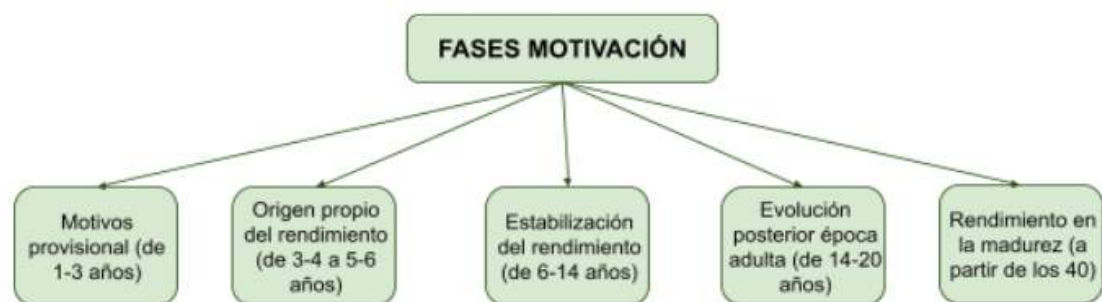 FASES MOTIVACIÓN
Motivos
provisional (de
1-3 años)
Origen propio
del rendimiento
(de 3-4 a 5-6
años)
Estabilización
del rendimiento
(de 6-14 años)
Evolución
posterior época
adulta (de 14-20
años)
Rendimiento en
la madurez (a
partir de los 40)